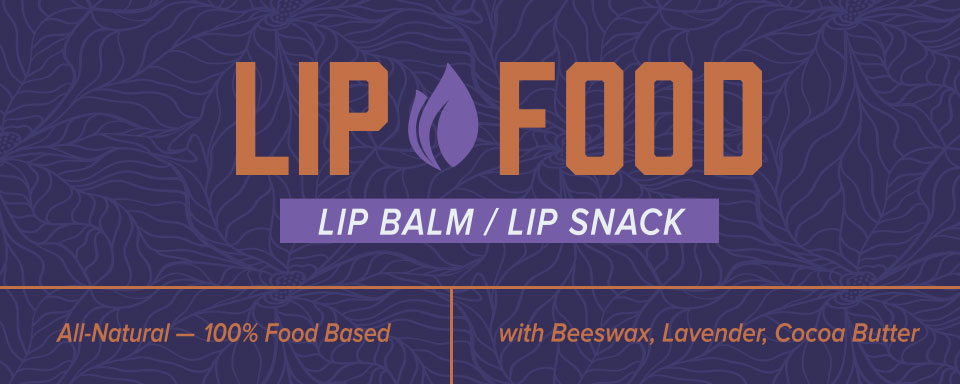 LIP FOOD
LIP BALM / LIP SNACK
All-Natural — 100% Food Based
with Beeswax, Lavender, Cocoa Butter